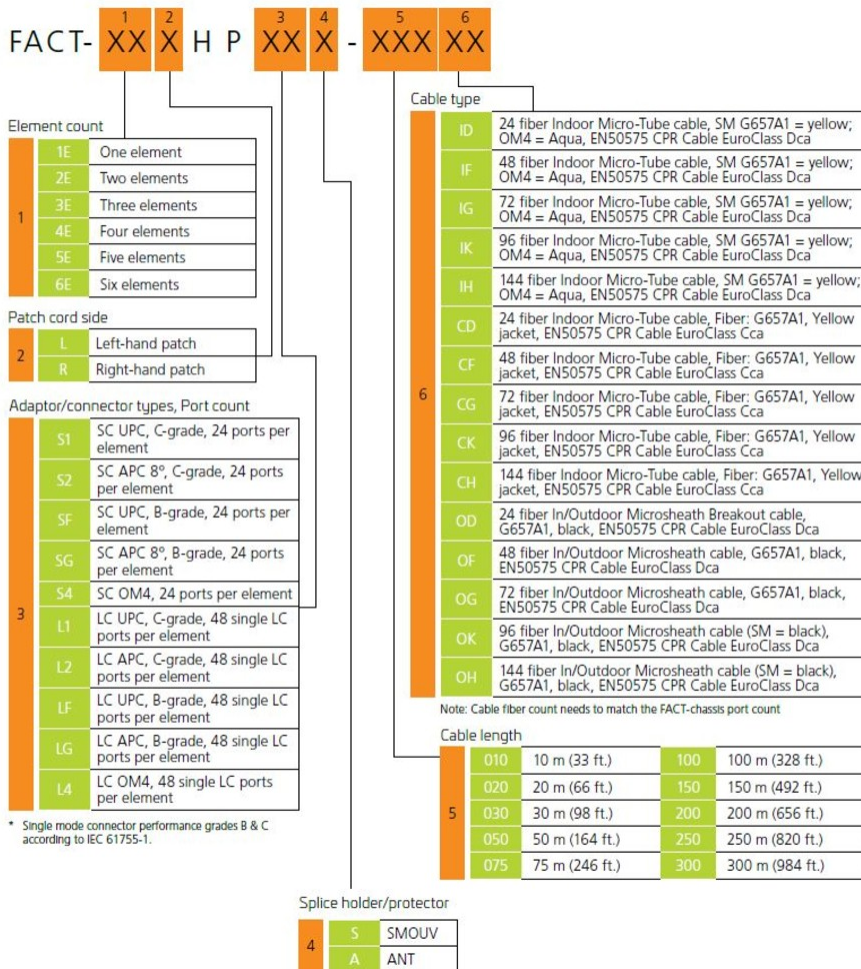 1 2 3 4 5 6
FACT- XX X H P XX X - XXX XX
Element count
1
1E One element
2E Two elements
3E Three elements
4E Four elements
5E Five elements
6E Six elements
Patch cord side
2
L Left-hand patch
R Right-hand patch
Adaptor/connector types, Port count
3
S1 SC UPC, C-grade, 24 ports per
element
S2 SC APC 8º, C-grade, 24 ports
per element
SF SC UPC, B-grade, 24 ports per
element
SG SC APC 8º, B-grade, 24 ports
per element
S4 SC OM4, 24 ports per element
L1 LC UPC, C-grade, 48 single LC
ports per element
L2 LC APC, C-grade, 48 single LC
ports per element
LF LC UPC, B-grade, 48 single LC
ports per element
LG LC APC, B-grade, 48 single LC
ports per element
L4 LC OM4, 48 single LC ports
per element
* Single mode connector performance grades B & C
according to IEC 61755-1.
Cable type
6
ID 24 fiber Indoor Micro-Tube cable, SM G657A1 = yellow;
OM4 = Aqua, EN50575 CPR Cable EuroClass Dca
IF 48 fiber Indoor Micro-Tube cable, SM G657A1 = yellow;
OM4 = Aqua, EN50575 CPR Cable EuroClass Dca
IG 72 fiber Indoor Micro-Tube cable, SM G657A1 = yellow;
OM4 = Aqua, EN50575 CPR Cable EuroClass Dca
IK 96 fiber Indoor Micro-Tube cable, SM G657A1 = yellow;
OM4 = Aqua, EN50575 CPR Cable EuroClass Dca
IH 144 fiber Indoor Micro-Tube cable, SM G657A1 = yellow;
OM4 = Aqua, EN50575 CPR Cable EuroClass Dca
CD 24 fiber Indoor Micro-Tube cable, Fiber: G657A1, Yellow
jacket, EN50575 CPR Cable EuroClass Cca
CF 48 fiber Indoor Micro-Tube cable, Fiber: G657A1, Yellow
jacket, EN50575 CPR Cable EuroClass Cca
CG 72 fiber Indoor Micro-Tube cable, Fiber: G657A1, Yellow
jacket, EN50575 CPR Cable EuroClass Cca
CK 96 fiber Indoor Micro-Tube cable, Fiber: G657A1, Yellow
jacket, EN50575 CPR Cable EuroClass Cca
CH 144 fiber Indoor Micro-Tube cable, Fiber: G657A1, Yellow
jacket, EN50575 CPR Cable EuroClass Cca
OD 24 fiber In/Outdoor Microsheath Breakout cable,
G657A1, black, EN50575 CPR Cable EuroClass Dca
OF 48 fiber In/Outdoor Microsheath cable, G657A1, black,
EN50575 CPR Cable EuroClass Dca
OG 72 fiber In/Outdoor Microsheath cable, G657A1, black,
EN50575 CPR Cable EuroClass Dca
OK 96 fiber In/Outdoor Microsheath cable (SM = black),
G657A1, black, EN50575 CPR Cable EuroClass Dca
OH 144 fiber In/Outdoor Microsheath cable (SM = black),
G657A1, black, EN50575 CPR Cable EuroClass Dca
Note: Cable fiber count needs to match the FACT-chassis port count
Cable length
5
010 10 m (33 ft.) 100 100 m (328 ft.)
020 20 m (66 ft.) 150 150 m (492 ft.)
030 30 m (98 ft.) 200 200 m (656 ft.)
050 50 m (164 ft.) 250 250 m (820 ft.)
075 75 m (246 ft.) 300 300 m (984 ft.)
Splice holder/protector
4
S SMOUV
A ANT